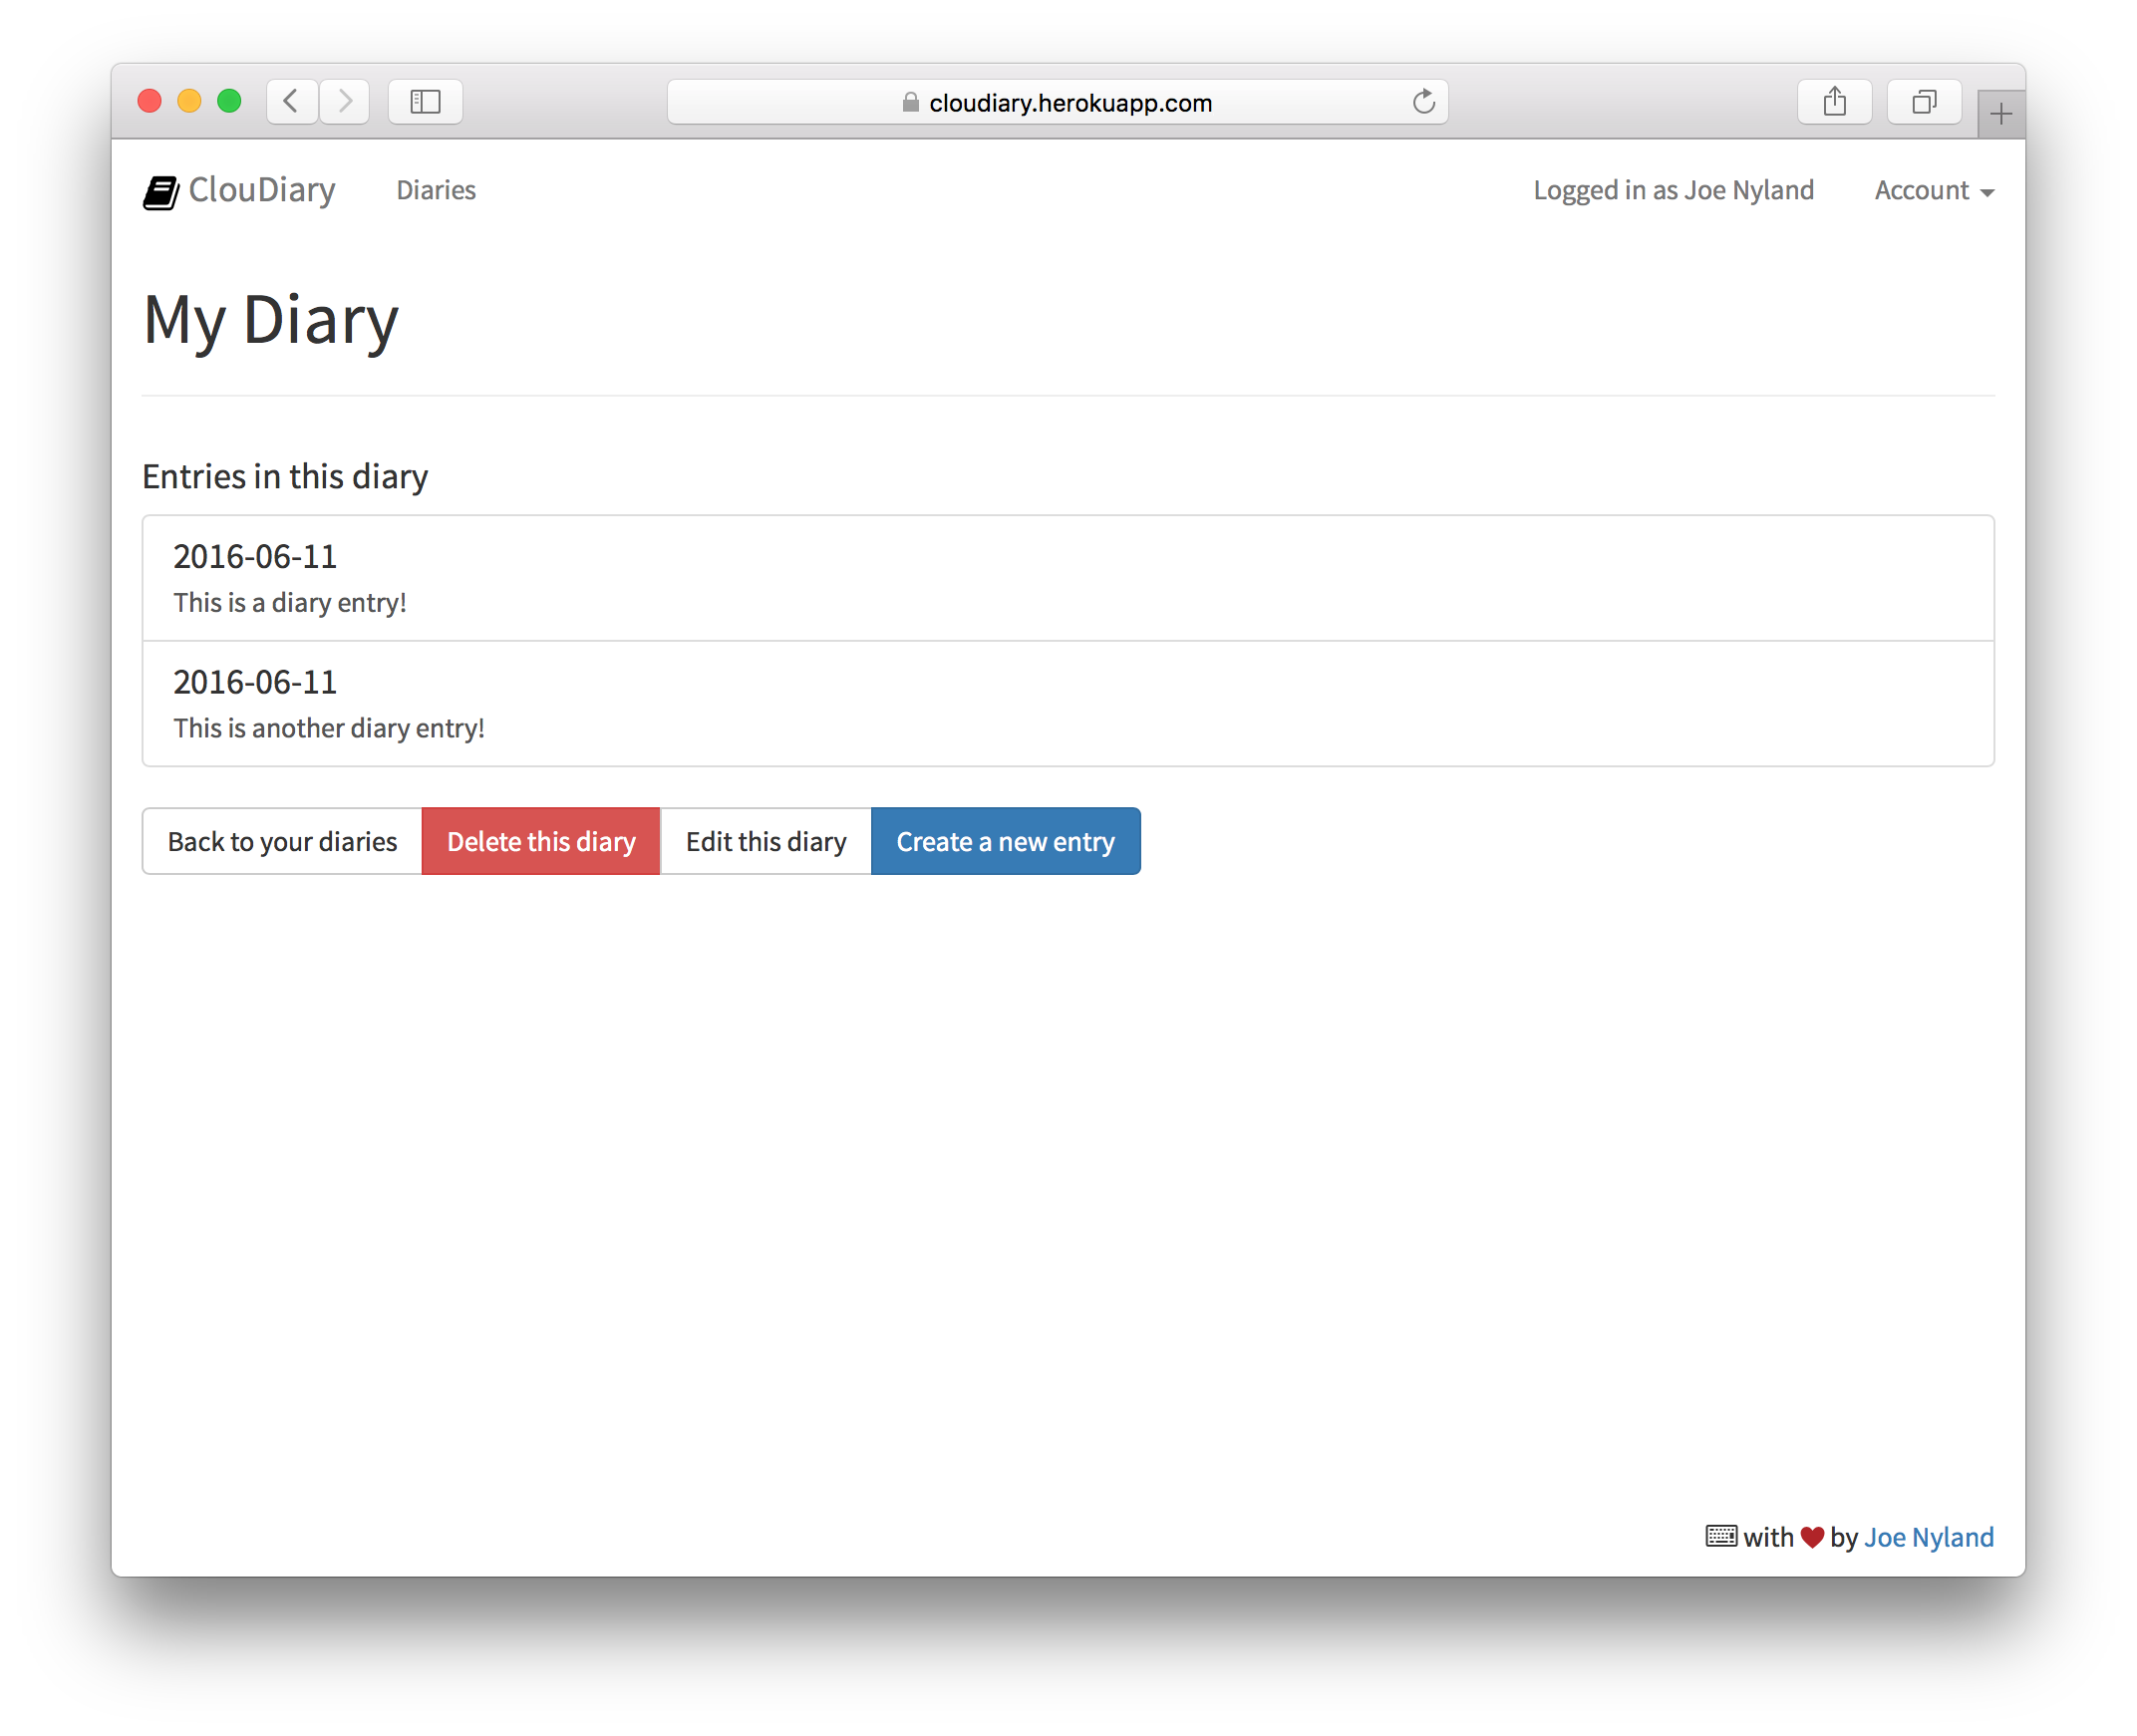 cloudiary.herokuapp.com
ClouDiary Diaries Logged in as Joe Nyland Account
My Diary
Entries in this diary
2016-06-11
This is a diary entry!
2016-06-11
This is another diary entry!
Back to your diaries Delete this diary Edit this diary Create a new entry
with by Joe Nyland